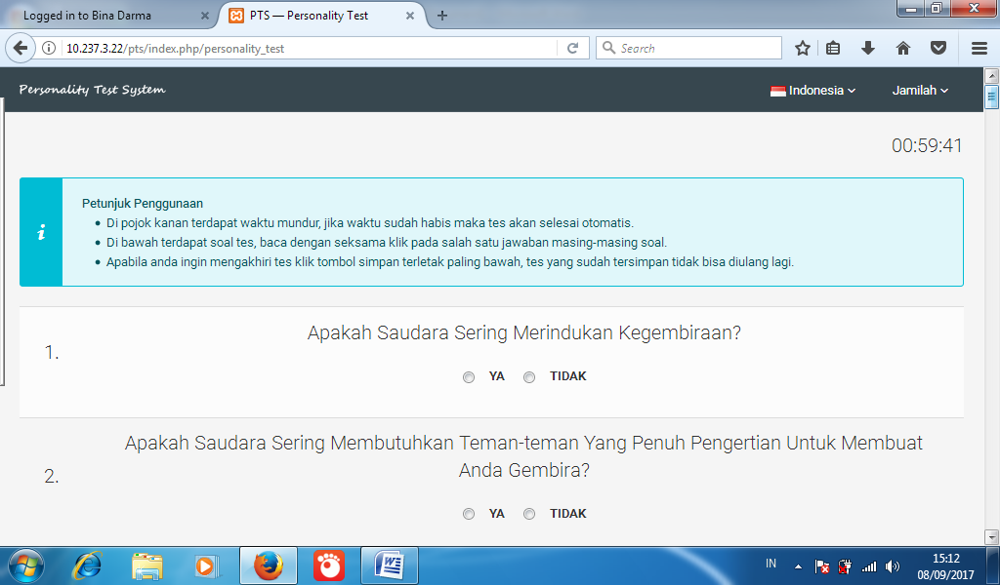 Logged in to Bina Darma
PTS — Personality Test
10.237.3.22/pts/index.php/personality_test
Search
Personality Test System
Indonesia
Jamilah
00:59:41
Petunjuk Penggunaan
Di pojok kanan terdapat waktu mundur, jika waktu sudah habis maka tes akan selesai otomatis.
Di bawah terdapat soal tes, baca dengan seksama klik pada salah satu jawaban masing-masing soal.
Apabila anda ingin mengakhiri tes klik tombol simpan terletak paling bawah, tes yang sudah tersimpan tidak bisa diulang lagi.
1.
Apakah Saudara Sering Merindukan Kegembiraan?
YA TIDAK
2.
Apakah Saudara Sering Membutuhkan Teman-teman Yang Penuh Pengertian Untuk Membuat
Anda Gembira?
YA TIDAK
IN
15:12
08/09/2017